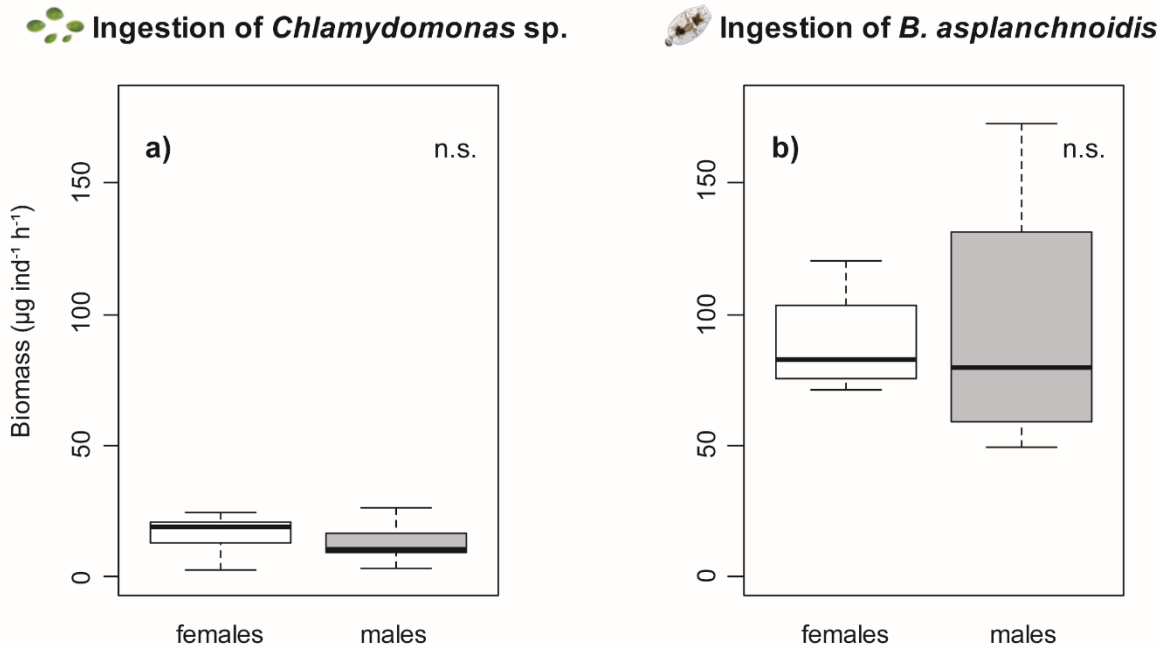 Ingestion of Chlamydomonas sp.
a)
n.s.
Biomass (µg ind⁻¹ h⁻¹)
150
100
50
0
females
males
Ingestion of B. asplanchnoidis
b)
n.s.
150
100
50
0
females
males